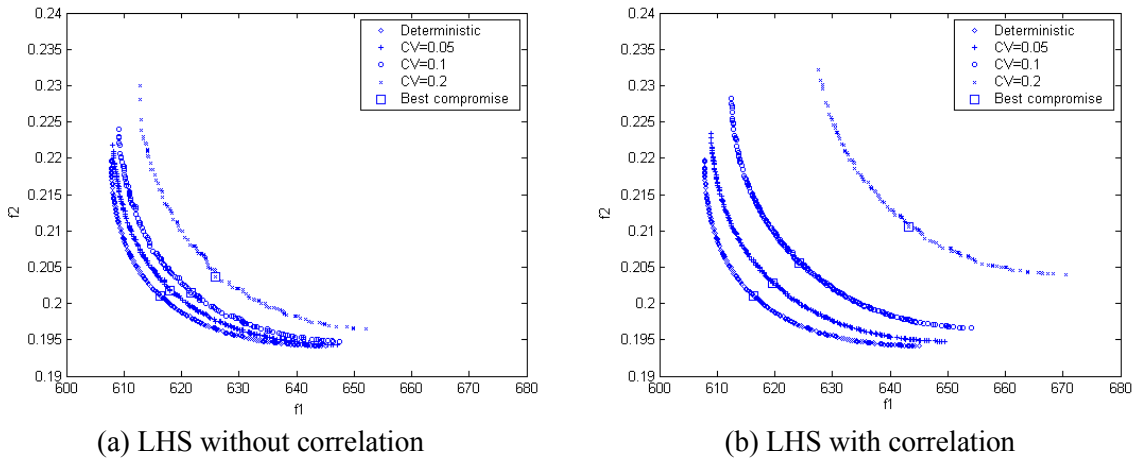 0.24
0.235
0.23
0.225
0.22
0.215
0.21
0.205
0.2
0.195
0.19
f2
600 610 620 630 640 650 660 670 680
f1
Deterministic
CV=0.05
CV=0.1
CV=0.2
Best compromise
(a) LHS without correlation
0.24
0.235
0.23
0.225
0.22
0.215
0.21
0.205
0.2
0.195
0.19
f2
600 610 620 630 640 650 660 670 680
f1
Deterministic
CV=0.05
CV=0.1
CV=0.2
Best compromise
(b) LHS with correlation